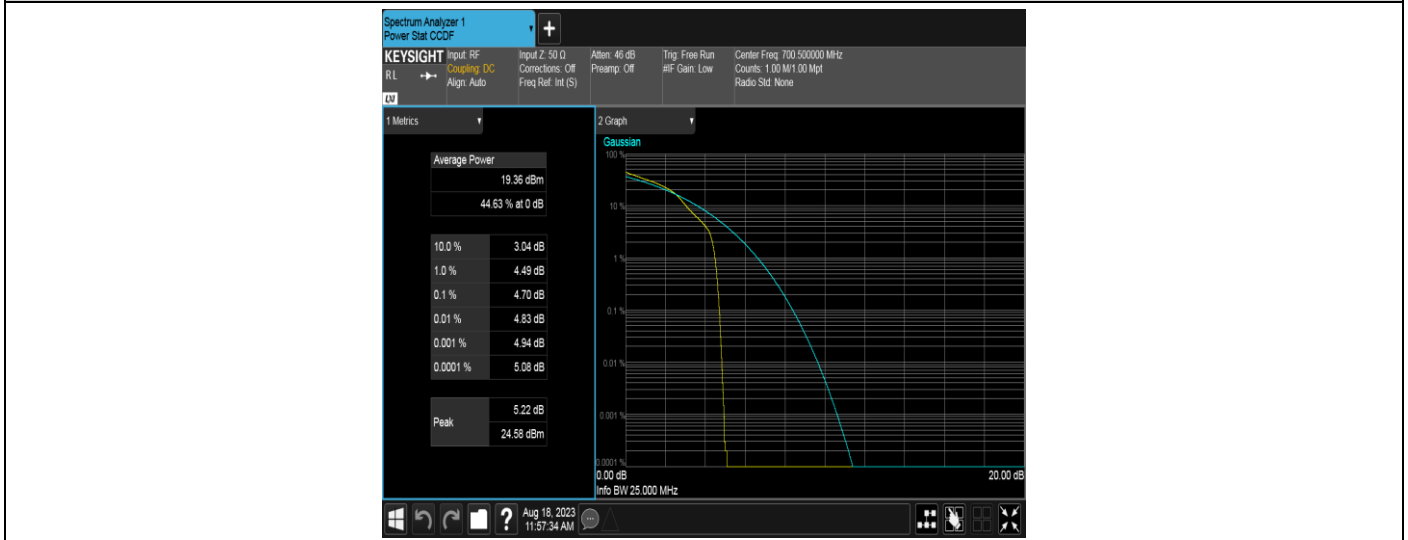 Spectrum Analyzer 1
Power Stat CCDF
+
KEYSIGHT
RL
LXI
Input: RF
Coupling: DC
Align: Auto
Input Z: 50 Ω
Corrections: Off
Freq Ref: Int (S)
Atten: 46 dB
Preamp: Off
Trig: Free Run
#IF Gain: Low
Center Freq: 700.500000 MHz
Counts: 1.00 M/1.00 Mpt
Radio Std: None
1 Metrics
Average Power
19.36 dBm
44.63 % at 0 dB
10.0 % 3.04 dB
1.0 % 4.49 dB
0.1 % 4.70 dB
0.01 % 4.83 dB
0.001 % 4.94 dB
0.0001 % 5.08 dB
Peak
5.22 dB
24.58 dBm
2 Graph
Gaussian
100 %
10 %
1 %
0.1 %
0.01 %
0.001 %
0.0001 %
0.00 dB 20.00 dB
Info BW 25.000 MHz
?
Aug 18, 2023
11:57:34 AM